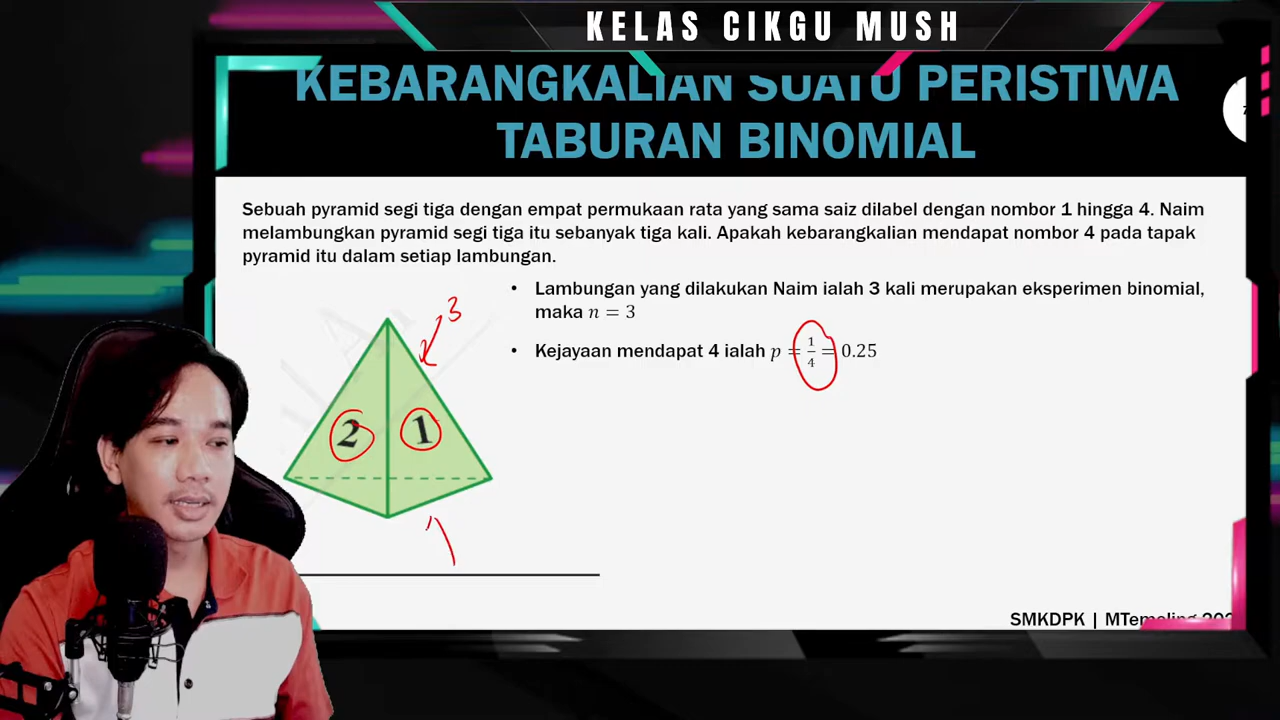 KELAS CIKGU MUSH
KEBARANGKALIAN SUATU PERISTIWA
TABURAN BINOMIAL
7
Sebuah pyramid segi tiga dengan empat permukaan rata yang sama saiz dilabel dengan nombor 1 hingga 4. Naim
melambungkan pyramid segi tiga itu sebanyak tiga kali. Apakah kebarangkalian mendapat nombor 4 pada tapak
pyramid itu dalam setiap lambungan.
• Lambungan yang dilakukan Naim ialah 3 kali merupakan eksperimen binomial,
maka n = 3
• Kejayaan mendapat 4 ialah p = 1/4 = 0.25
3
2 1
SMKDPK | MTemeling